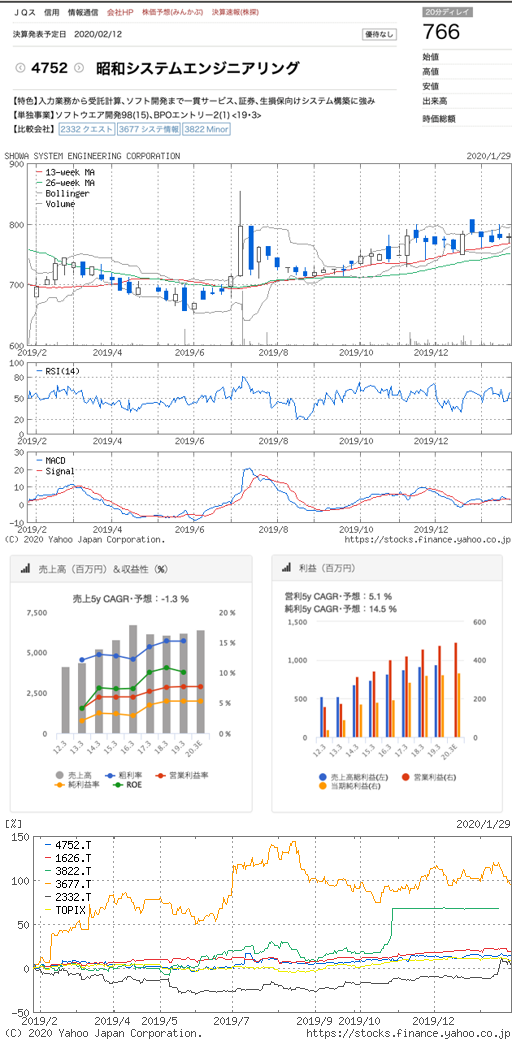 JQス 信用 情報通信 会社HP 株価予想(みんかぶ) 決算速報(株探)
20分ディレイ
766
決算発表予定日 2020/02/12
優待なし
4752 昭和システムエンジニアリング
始値
高値
安値
出来高
時価総額
【特色】入力業務から受託計算、ソフト開発まで一貫サービス、証券、生損保向けシステム構築に強み
【単独事業】ソフトウエア開発98(15)、BPOエントリー2(1) <19・3>
【比較会社】 2332 クエスト 3677 システ情報 3822 Minor
SHOWA SYSTEM ENGINEERING CORPORATION 2020/1/29
900
13-week MA
26-week MA
Bollinger
Volume
800
700
600
2019/2 2019/4 2019/6 2019/8 2019/10 2019/12
100
RSI(14)
80
50
20
0
2019/2 2019/4 2019/6 2019/8 2019/10 2019/12
30
MACD
Signal
20
10
0
-10
2019/2 2019/4 2019/6 2019/8 2019/10 2019/12
(C) 2020 Yahoo Japan Corporation. https://stocks.finance.yahoo.co.jp
売上高（百万円）＆収益性（%）
売上5y CAGR・予想：-1.3 %
7,500 20 %
15 %
5,000
10 %
2,500
5 %
0 0 %
12.3 13.3 14.3 15.3 16.3 17.3 18.3 19.3 20.3E
売上高 粗利率 営業利益率
純利益率 ROE
利益（百万円）
営利5y CAGR・予想：5.1 %
純利5y CAGR・予想：14.5 %
1,500 600
1,000 400
500 200
0 0
12.3 13.3 14.3 15.3 16.3 17.3 18.3 19.3 20.3E
売上高総利益(左) 営業利益(右)
当期純利益(右)
[%] 2020/1/29
150
4752.T
1626.T
3822.T
3677.T
2332.T
TOPIX
100
50
0
-50
2019/2 2019/4 2019/5 2019/7 2019/9 2019/10 2019/12
(C) 2020 Yahoo Japan Corporation. https://stocks.finance.yahoo.co.jp